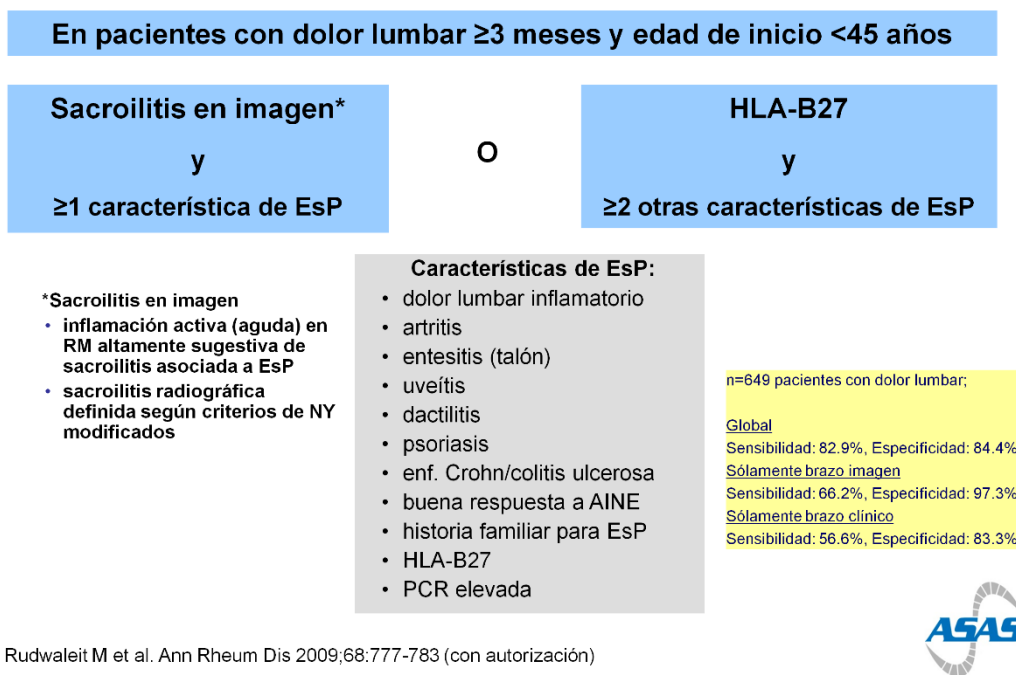 En pacientes con dolor lumbar ≥3 meses y edad de inicio <45 años
Sacroilitis en imagen*
y
≥1 característica de EsP
O
HLA-B27
y
≥2 otras características de EsP
*Sacroilitis en imagen
• inflamación activa (aguda) en
RM altamente sugestiva de
sacroilitis asociada a EsP
• sacroilitis radiográfica
definida según criterios de NY
modificados
Características de EsP:
• dolor lumbar inflamatorio
• artritis
• entesitis (talón)
• uveítis
• dactilitis
• psoriasis
• enf. Crohn/colitis ulcerosa
• buena respuesta a AINE
• historia familiar para EsP
• HLA-B27
• PCR elevada
n=649 pacientes con dolor lumbar;
Global
Sensibilidad: 82.9%, Especificidad: 84.4%
Sólamente brazo imagen
Sensibilidad: 66.2%, Especificidad: 97.3%
Sólamente brazo clínico
Sensibilidad: 56.6%, Especificidad: 83.3%
ASAS
Rudwaleit M et al. Ann Rheum Dis 2009;68:777-783 (con autorización)